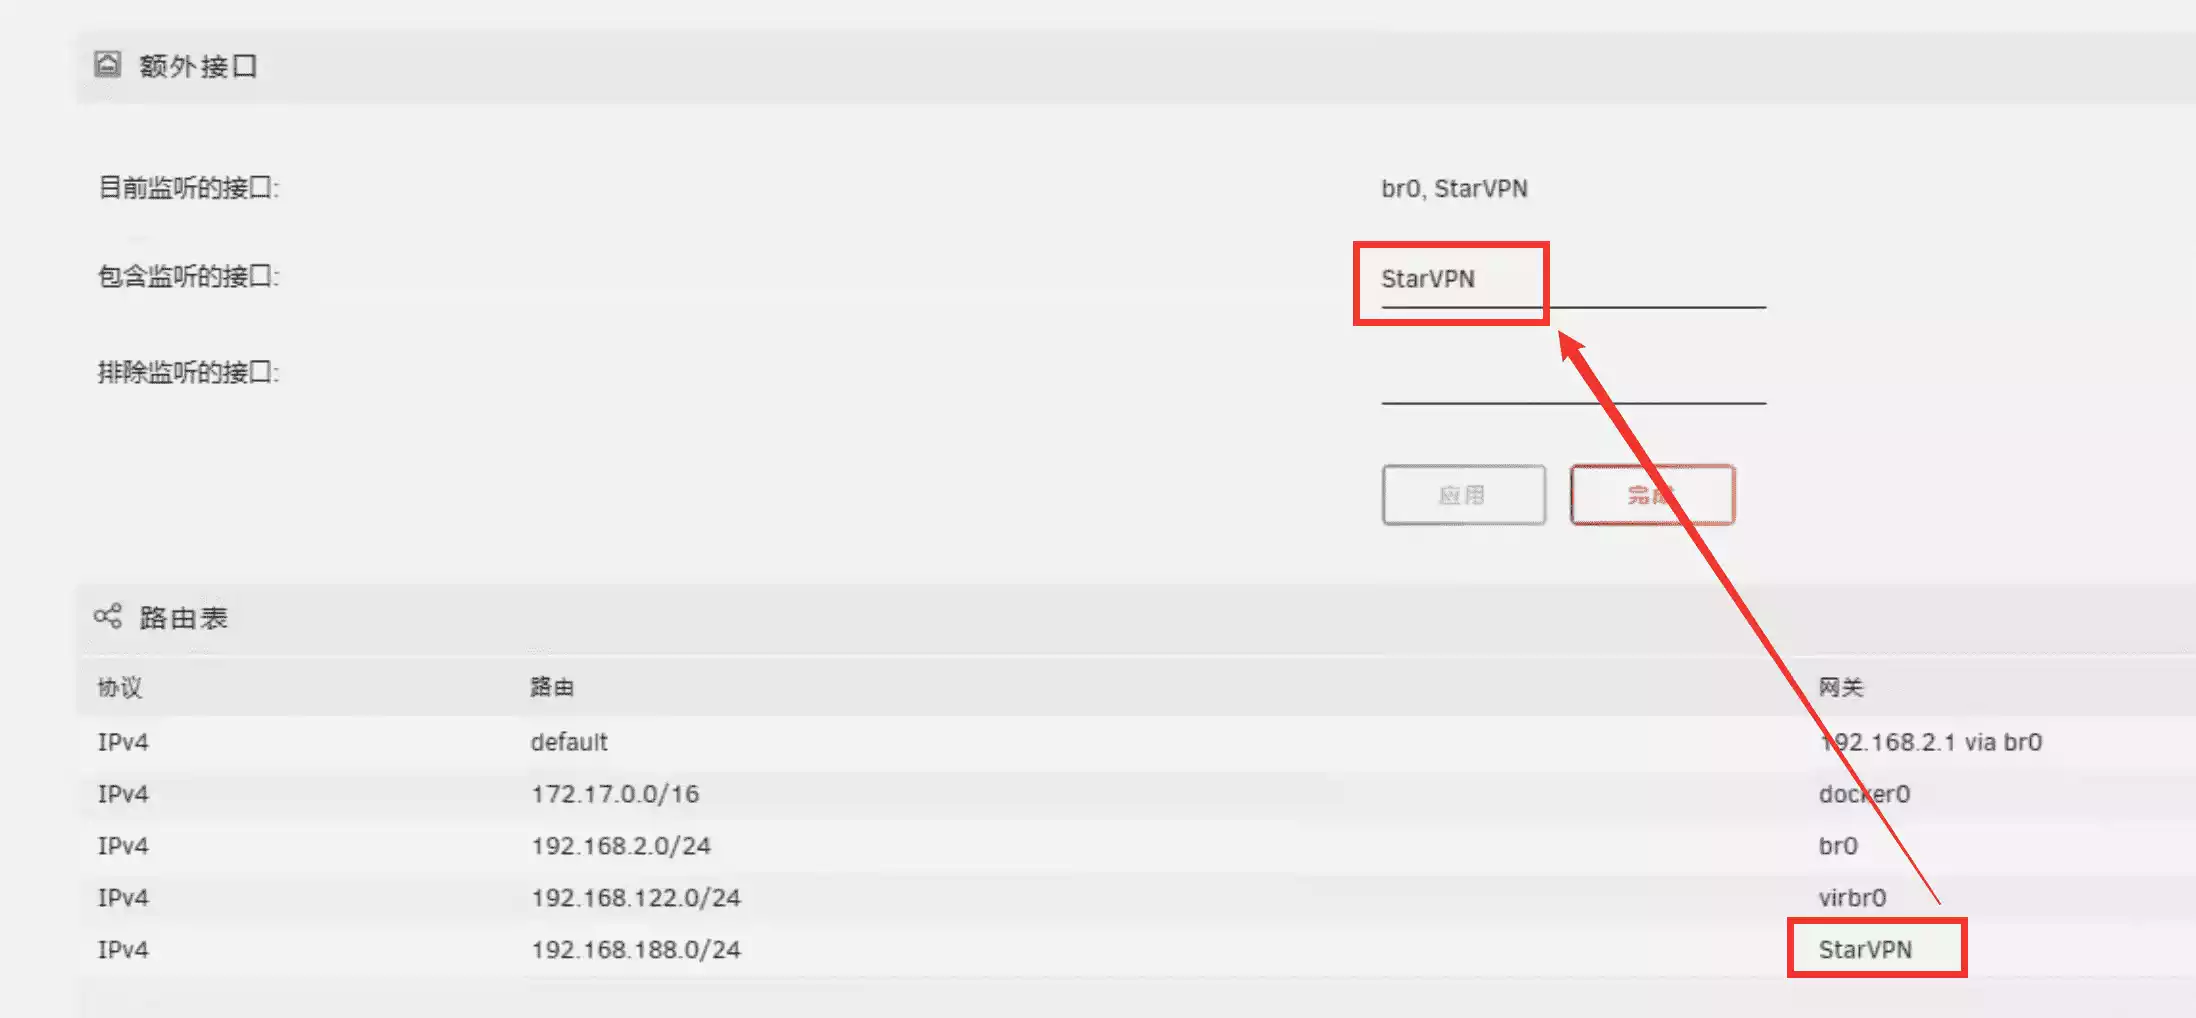 额外接口
目前监听的接口: br0, StarVPN
包含监听的接口: StarVPN
排除监听的接口:
应用 完成
路由表
协议 路由 网关
IPv4 default 192.168.2.1 via br0
IPv4 172.17.0.0/16 docker0
IPv4 192.168.2.0/24 br0
IPv4 192.168.122.0/24 virbr0
IPv4 192.168.188.0/24 StarVPN